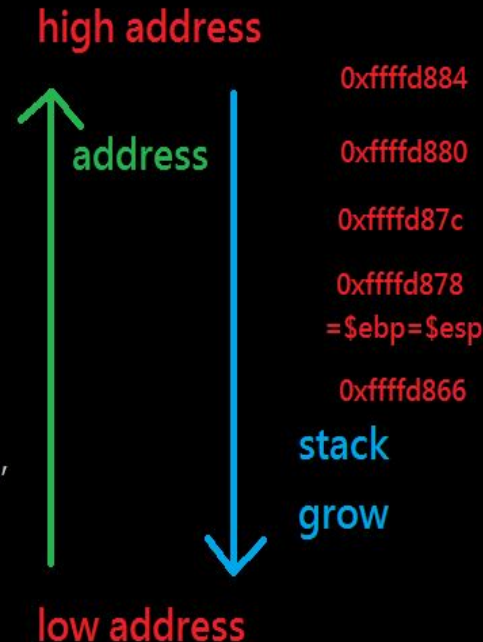 high address
0xffffd884
address
0xffffd880
0xffffd87c
0xffffd878
=$ebp=$esp
0xffffd866
stack
,
grow
low address